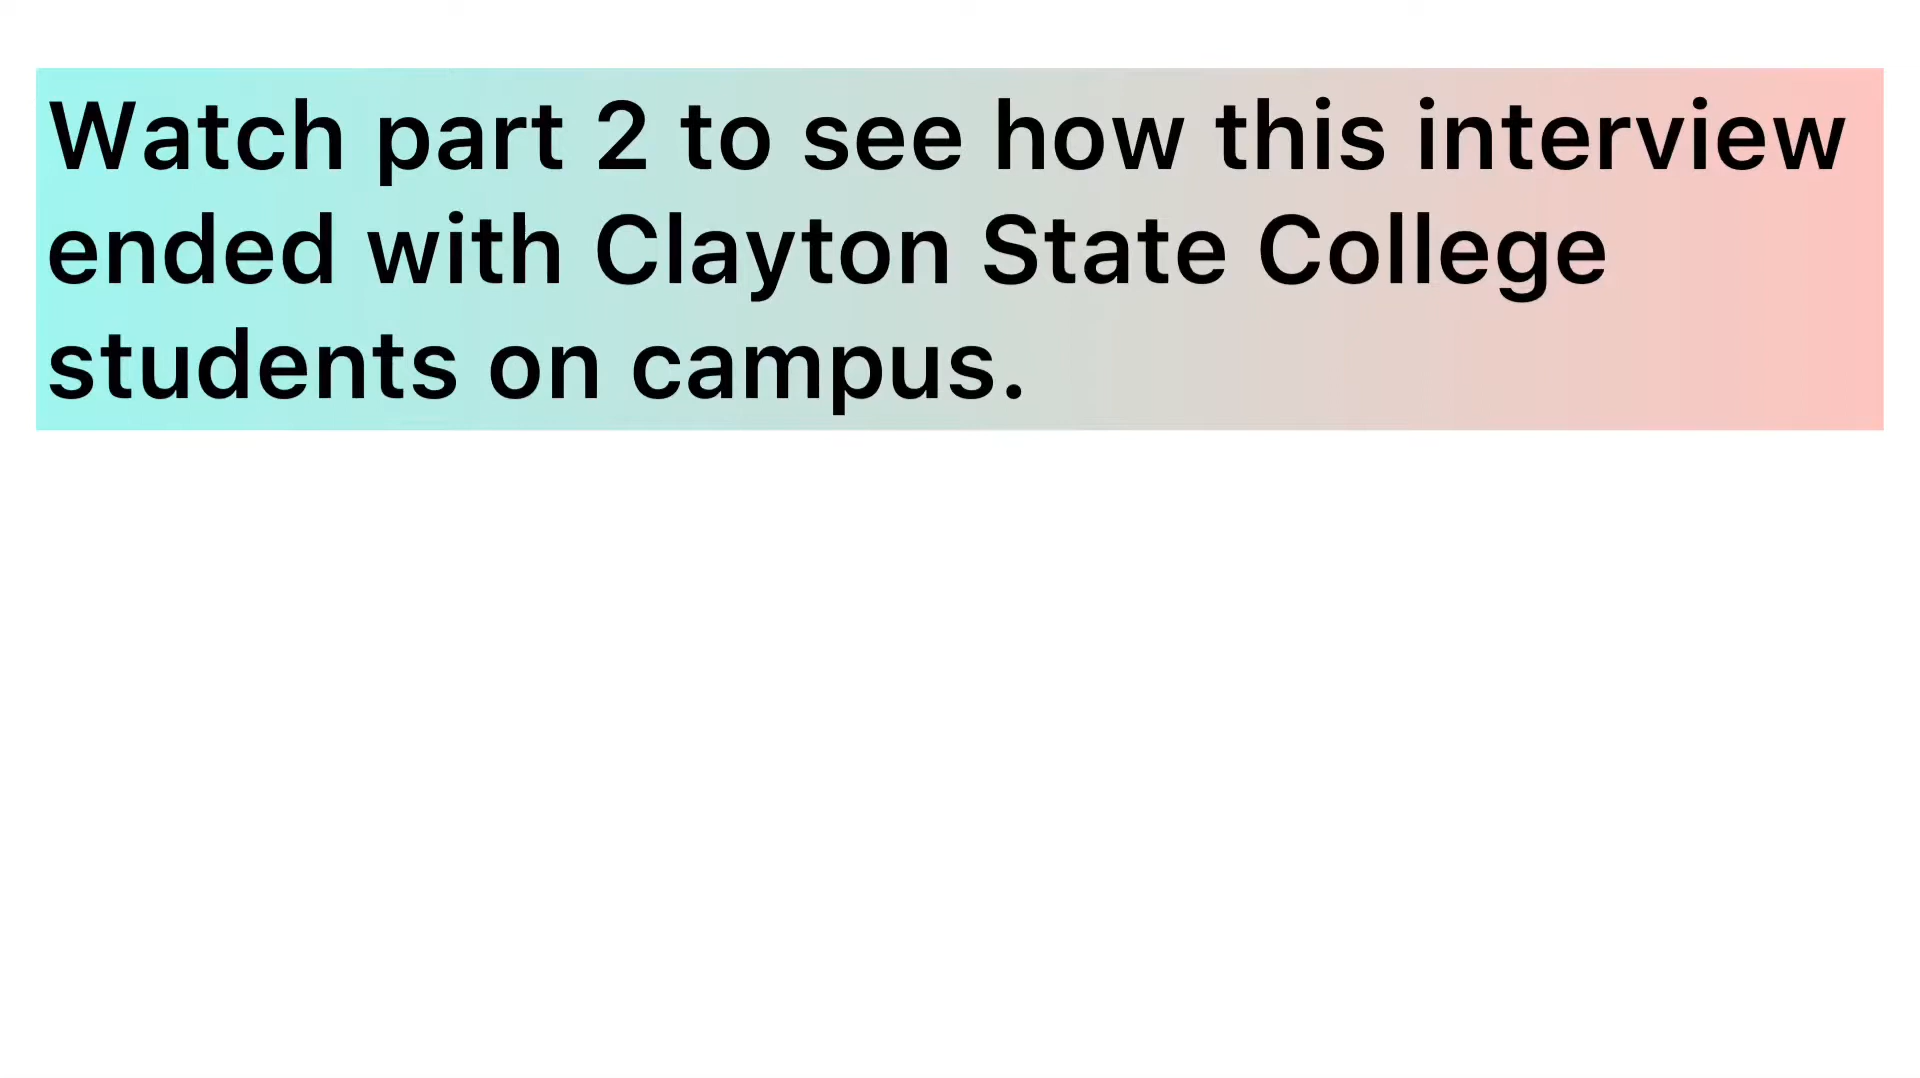 Watch part 2 to see how this interview
ended with Clayton State College
students on campus.